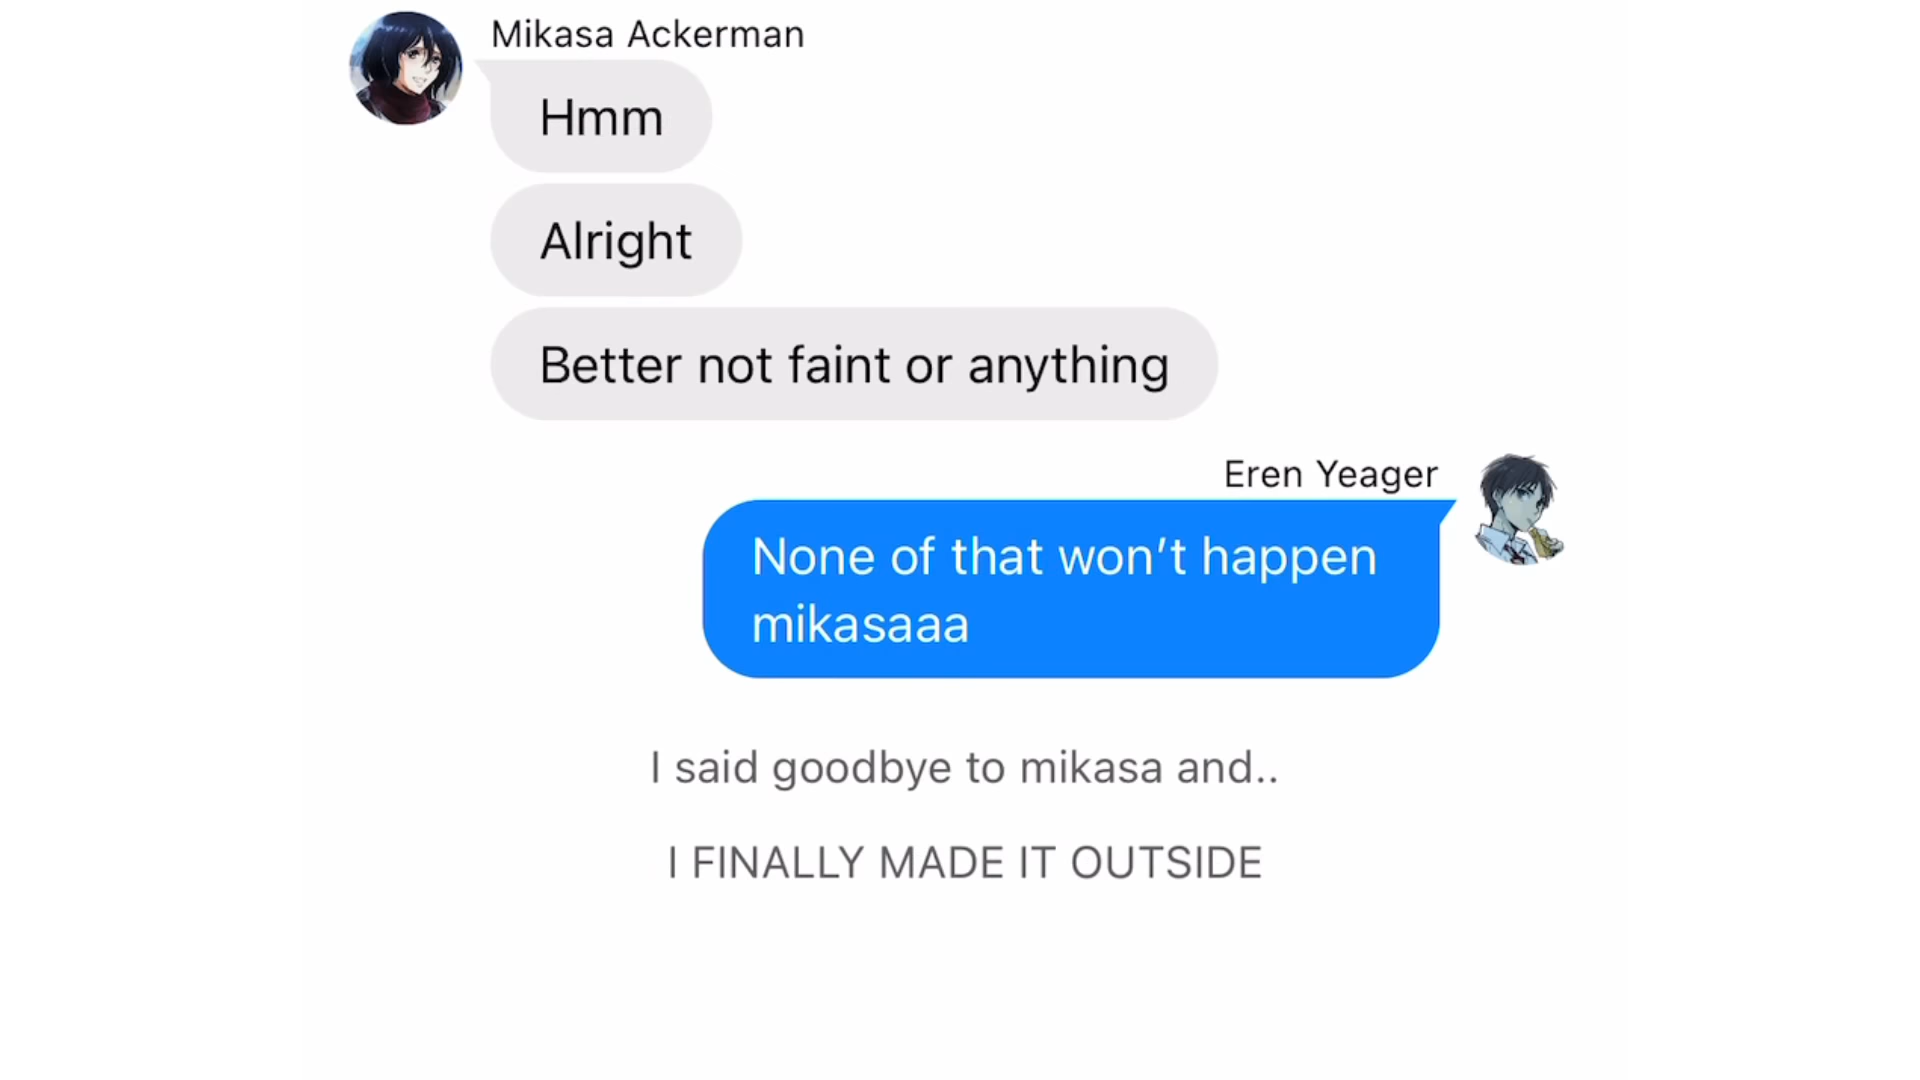 Mikasa Ackerman
Hmm
Alright
Better not faint or anything
Eren Yeager
None of that won’t happen
mikasaaa
I said goodbye to mikasa and..
I FINALLY MADE IT OUTSIDE